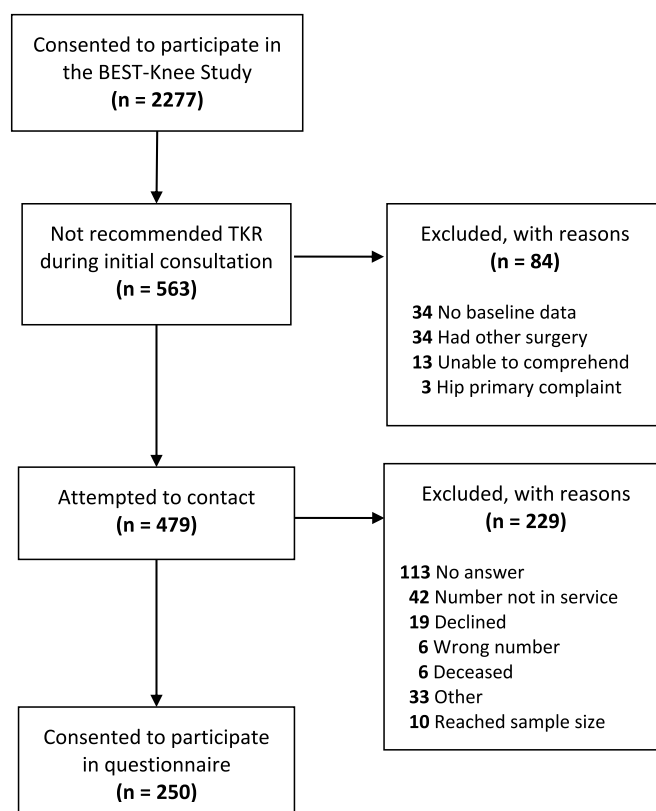 Consented to participate in
the BEST-Knee Study
(n = 2277)
Not recommended TKR
during initial consultation
(n = 563)
Excluded, with reasons
(n = 84)
34 No baseline data
34 Had other surgery
13 Unable to comprehend
3 Hip primary complaint
Attempted to contact
(n = 479)
Excluded, with reasons
(n = 229)
113 No answer
42 Number not in service
19 Declined
6 Wrong number
6 Deceased
33 Other
10 Reached sample size
Consented to participate
in questionnaire
(n = 250)